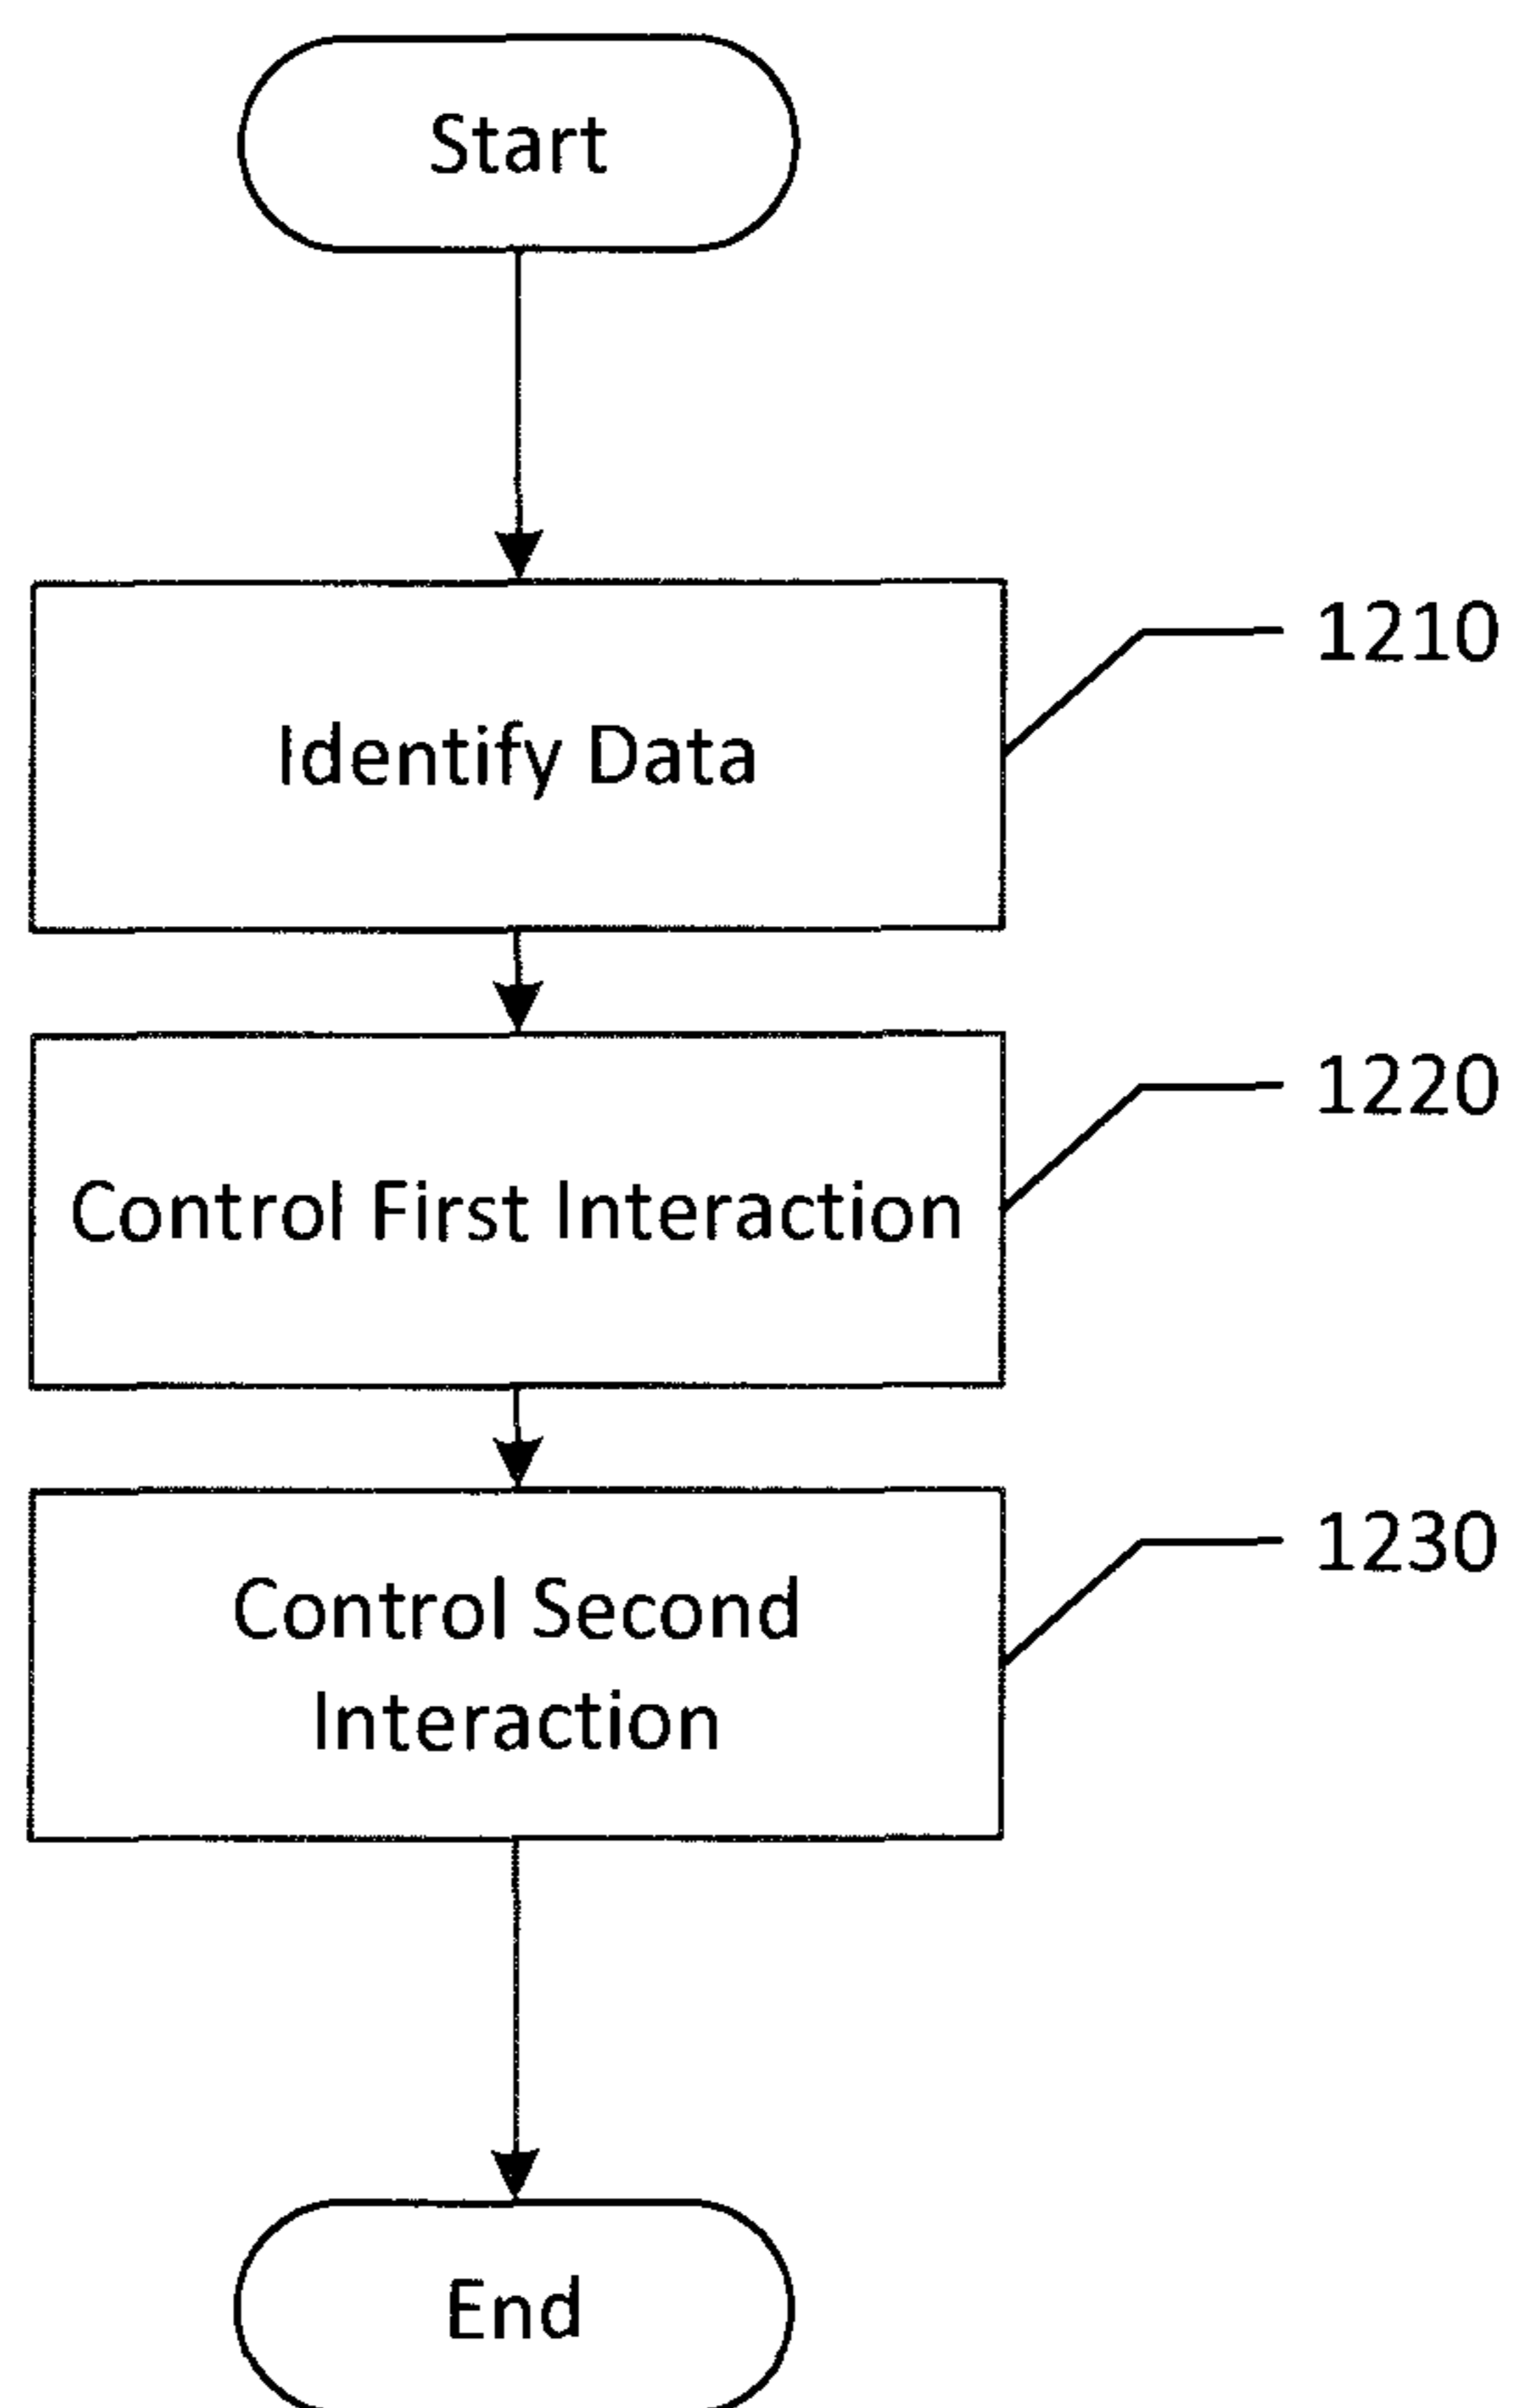 Start
1210
Identify Data
1220
Control First Interaction
1230
Control Second
Interaction
End